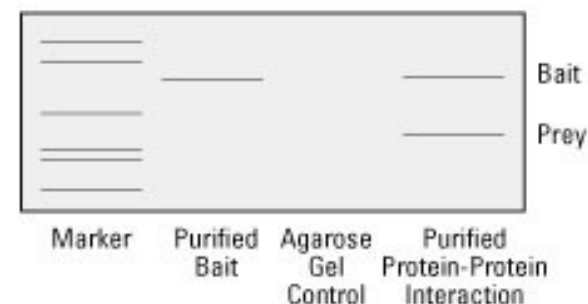 Bait
Prey
Marker
Purified
Bait
Agarose
Gel
Control
Purified
Protein-Protein
Interaction